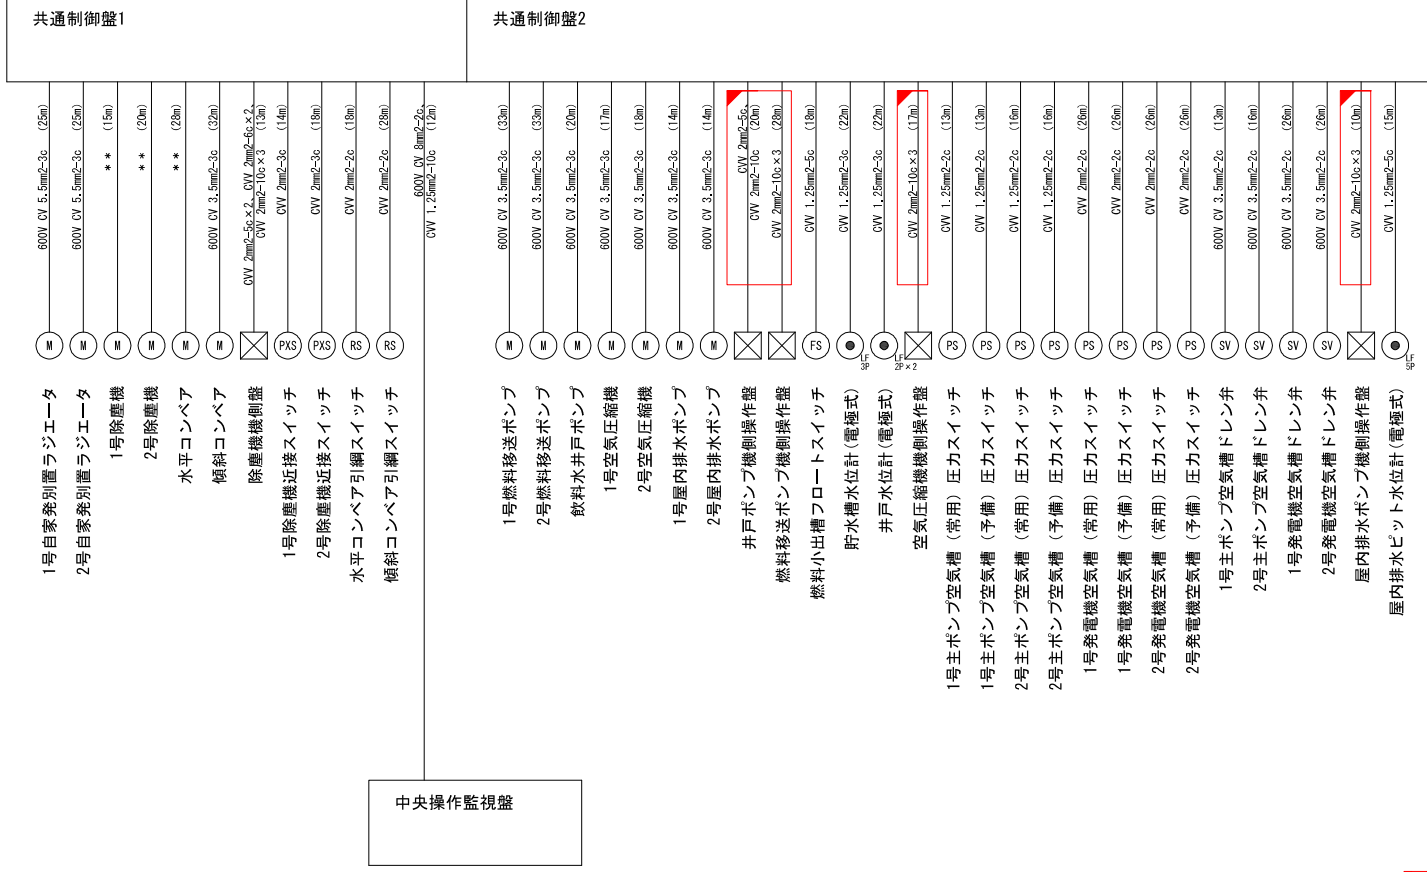 共通制御盤1
共通制御盤2
600V CV 5.5mm2-3c (25m)
600V CV 5.5mm2-3c (25m)
** (15m)
** (20m)
** (28m)
600V CV 3.5mm2-3c (32m)
CVV 2mm2-5c×2, CVV 2mm2-6c×2,
CVV 2mm2-10c×3 (13m)
CVV 2mm2-3c (14m)
CVV 2mm2-3c (18m)
CVV 2mm2-2c (18m)
CVV 2mm2-2c (28m)
600V CV 8mm2-2c,
CVV 1.25mm2-10c (12m)
600V CV 3.5mm2-3c (33m)
600V CV 3.5mm2-3c (33m)
600V CV 3.5mm2-3c (20m)
600V CV 3.5mm2-3c (17m)
600V CV 3.5mm2-3c (18m)
600V CV 3.5mm2-3c (14m)
600V CV 3.5mm2-3c (14m)
CVV 2mm2-5c,
CVV 2mm2-10c (20m)
CVV 2mm2-10c×3 (28m)
CVV 1.25mm2-5c (18m)
CVV 1.25mm2-3c (22m)
CVV 1.25mm2-3c (22m)
CVV 2mm2-10c×3 (17m)
CVV 1.25mm2-2c (13m)
CVV 1.25mm2-2c (13m)
CVV 1.25mm2-2c (16m)
CVV 1.25mm2-2c (16m)
CVV 2mm2-2c (26m)
CVV 2mm2-2c (26m)
CVV 2mm2-2c (26m)
CVV 2mm2-2c (26m)
600V CV 3.5mm2-2c (13m)
600V CV 3.5mm2-2c (16m)
600V CV 3.5mm2-2c (26m)
600V CV 3.5mm2-2c (26m)
CVV 2mm2-10c×3 (10m)
CVV 1.25mm2-5c (15m)
M
M
M
M
M
M
PXS
PXS
RS
RS
M
M
M
M
M
M
M
FS
LF
3P
LF
2P×2
PS
PS
PS
PS
PS
PS
PS
PS
SV
SV
SV
SV
LF
5P
1号自家発別置ラジエータ
2号自家発別置ラジエータ
1号除塵機
2号除塵機
水平コンベア
傾斜コンベア
除塵機機側盤
1号除塵機近接スイッチ
2号除塵機近接スイッチ
水平コンベア引綱スイッチ
傾斜コンベア引綱スイッチ
1号燃料移送ポンプ
2号燃料移送ポンプ
飲料水井戸ポンプ
1号空気圧縮機
2号空気圧縮機
1号屋内排水ポンプ
2号屋内排水ポンプ
井戸ポンプ機側操作盤
燃料移送ポンプ機側操作盤
燃料小出槽フロートスイッチ
貯水槽水位計(電極式)
井戸水位計(電極式)
空気圧縮機機側操作盤
1号主ポンプ空気槽（常用）圧力スイッチ
1号主ポンプ空気槽（予備）圧力スイッチ
2号主ポンプ空気槽（常用）圧力スイッチ
2号主ポンプ空気槽（予備）圧力スイッチ
1号発電機空気槽（常用）圧力スイッチ
1号発電機空気槽（予備）圧力スイッチ
2号発電機空気槽（常用）圧力スイッチ
2号発電機空気槽（予備）圧力スイッチ
1号主ポンプ空気槽ドレン弁
2号主ポンプ空気槽ドレン弁
1号発電機空気槽ドレン弁
2号発電機空気槽ドレン弁
屋内排水ポンプ機側操作盤
屋内排水ピット水位計(電極式)
中央操作監視盤